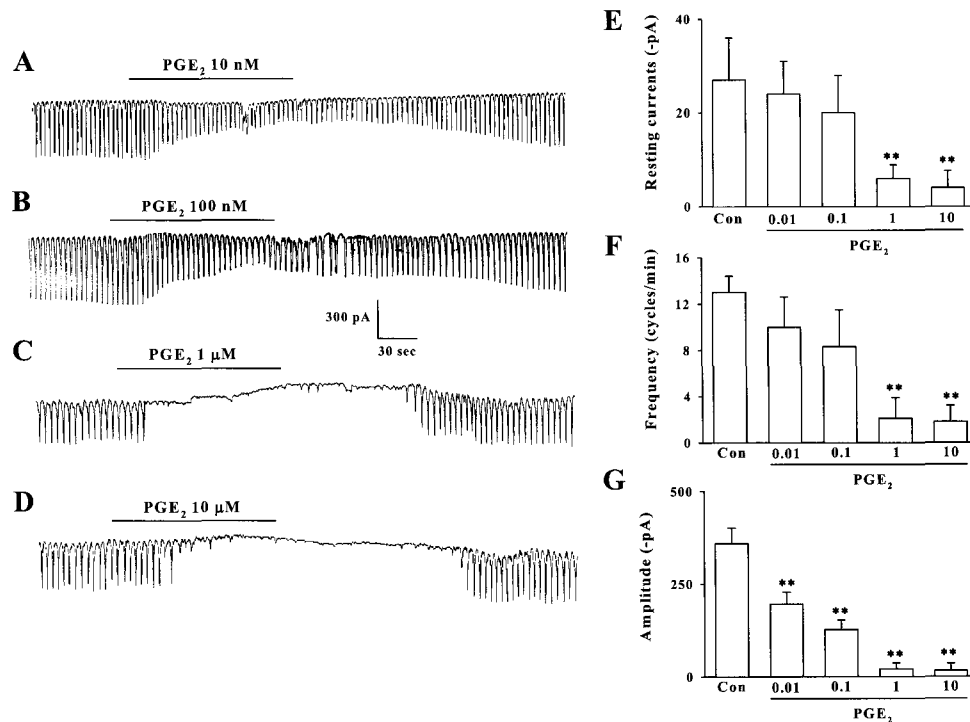 A
PGE₂ 10 nM
B
PGE₂ 100 nM
300 pA
30 sec
C
PGE₂ 1 μM
D
PGE₂ 10 μM
E
Resting currents (-pA)
40
20
0
** **
Con 0.01 0.1 1 10
PGE₂
F
Frequency (cycles/min)
16
12
8
4
0
** **
Con 0.01 0.1 1 10
PGE₂
G
Amplitude (-pA)
500
250
0
** ** ** **
Con 0.01 0.1 1 10
PGE₂